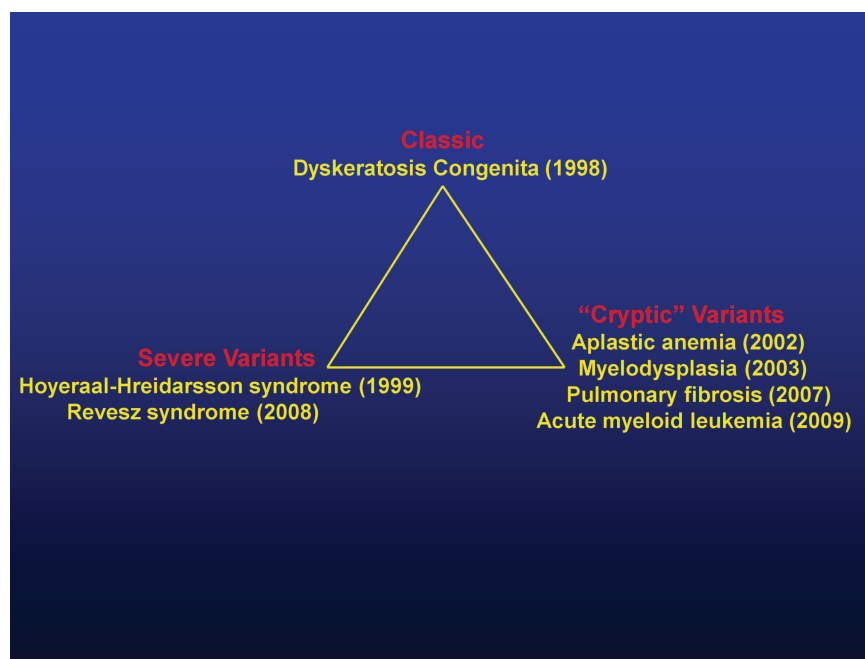 Classic
Dyskeratosis Congenita (1998)
“Cryptic” Variants
Aplastic anemia (2002)
Myelodysplasia (2003)
Pulmonary fibrosis (2007)
Acute myeloid leukemia (2009)
Severe Variants
Hoyeraal-Hreidarsson syndrome (1999)
Revesz syndrome (2008)